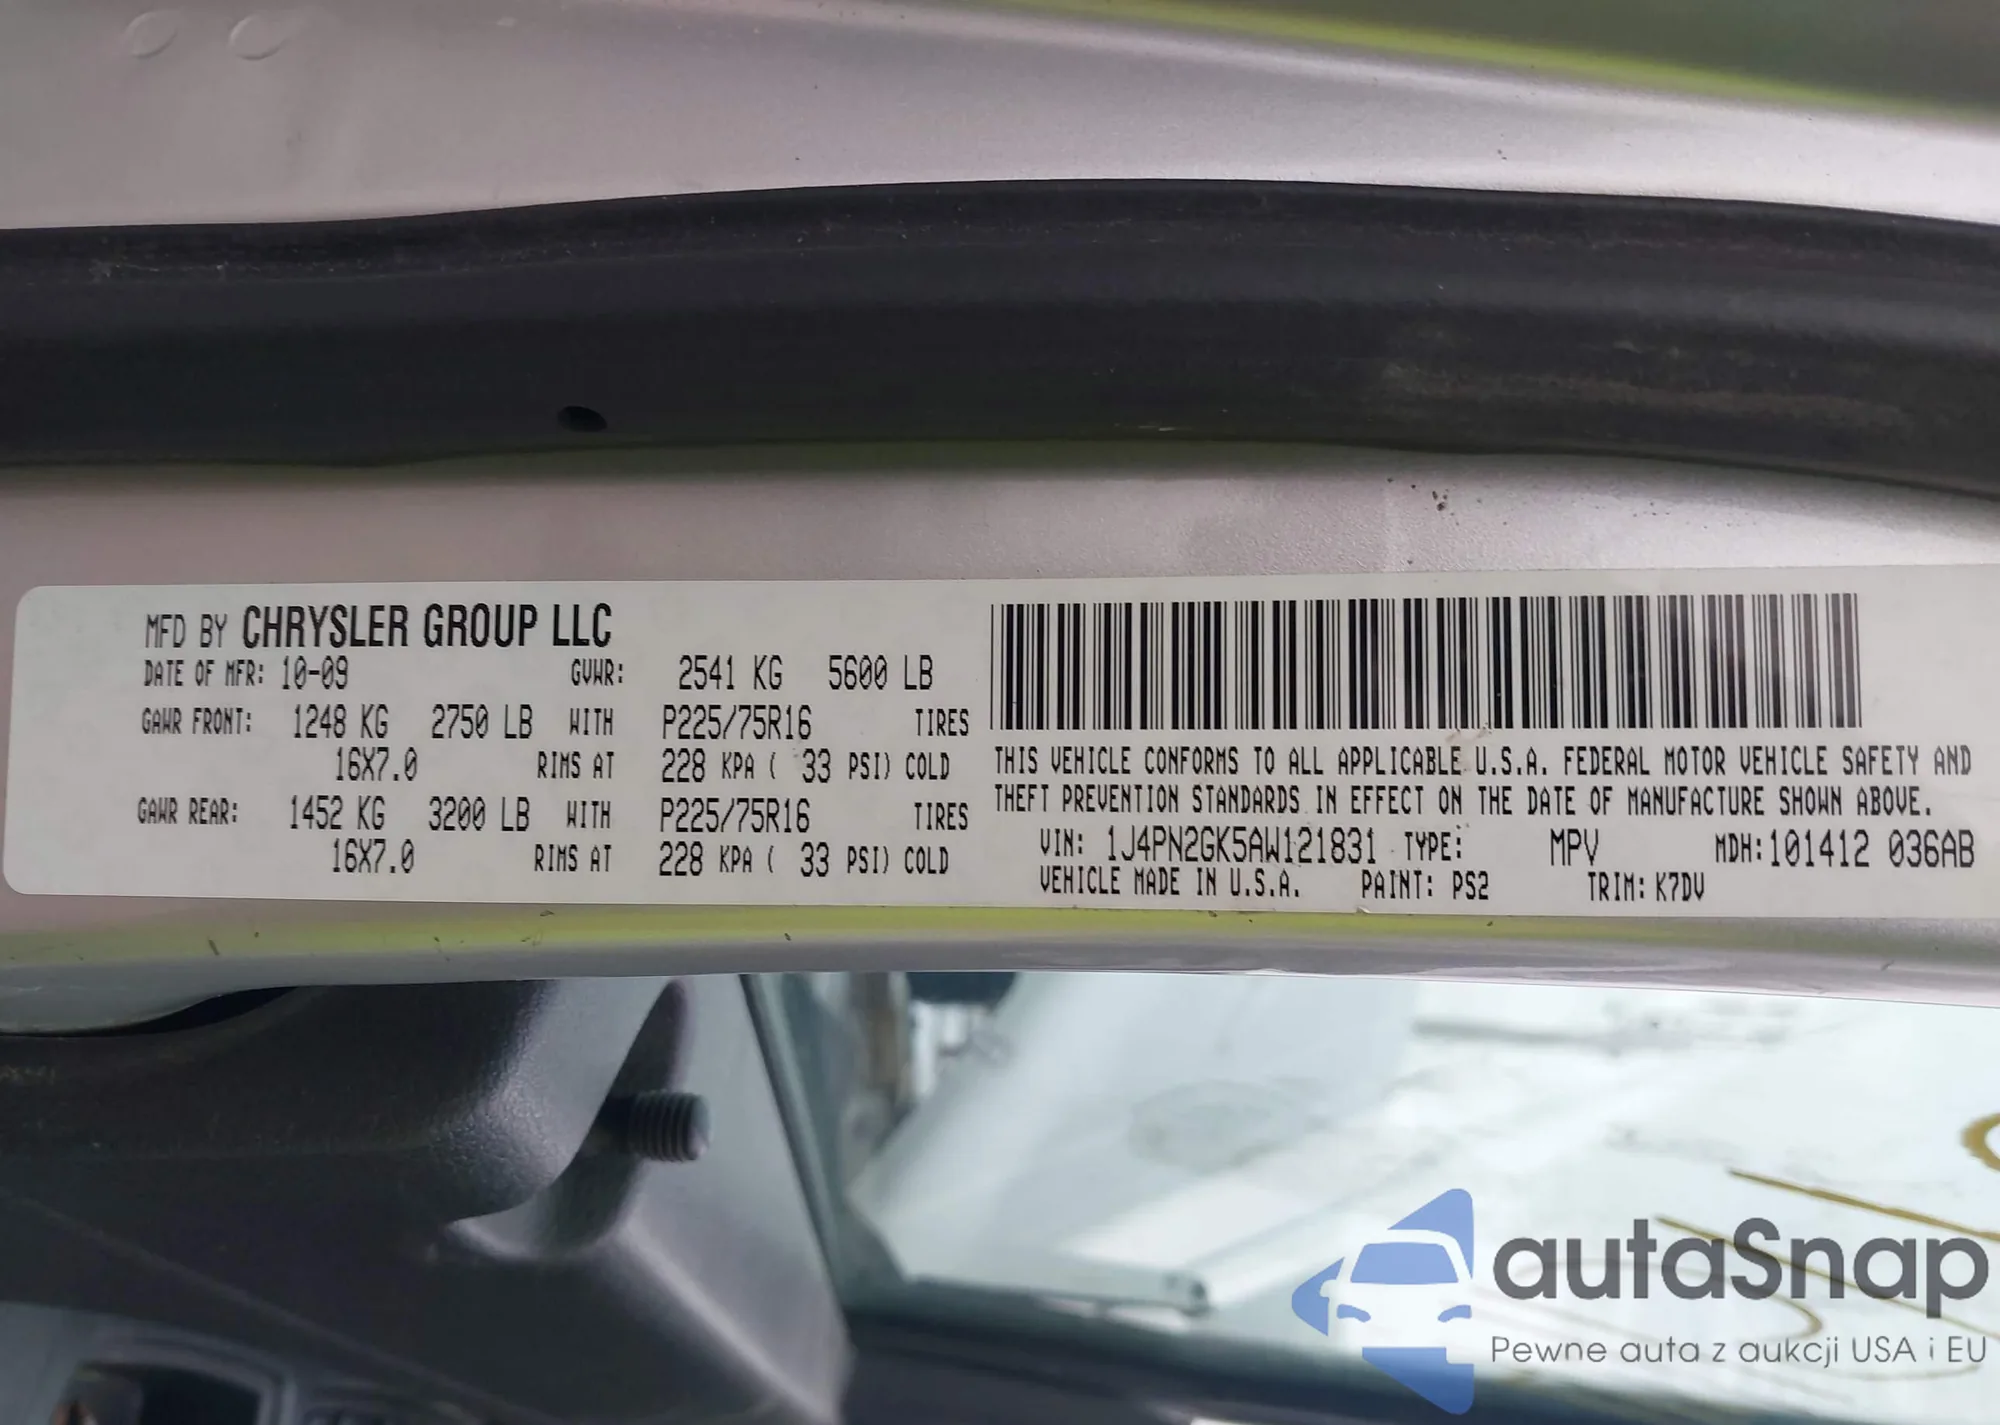 MFD BY CHRYSLER GROUP LLC
DATE OF MFR: 10-09 GVWR: 2541 KG 5600 LB
GAWR FRONT: 1248 KG 2750 LB WITH P225/75R16 TIRES
16X7.0 RIMS AT 228 KPA ( 33 PSI) COLD
GAWR REAR: 1452 KG 3200 LB WITH P225/75R16 TIRES
16X7.0 RIMS AT 228 KPA ( 33 PSI) COLD
THIS VEHICLE CONFORMS TO ALL APPLICABLE U.S.A. FEDERAL MOTOR VEHICLE SAFETY AND
THEFT PREVENTION STANDARDS IN EFFECT ON THE DATE OF MANUFACTURE SHOWN ABOVE.
VIN: 1J4PN2GK5AW121831 TYPE: MPV MDH:101412 036AB
VEHICLE MADE IN U.S.A. PAINT: PS2 TRIM: K7DV
autaSnap
Pewne auta z aukcji USA i EU